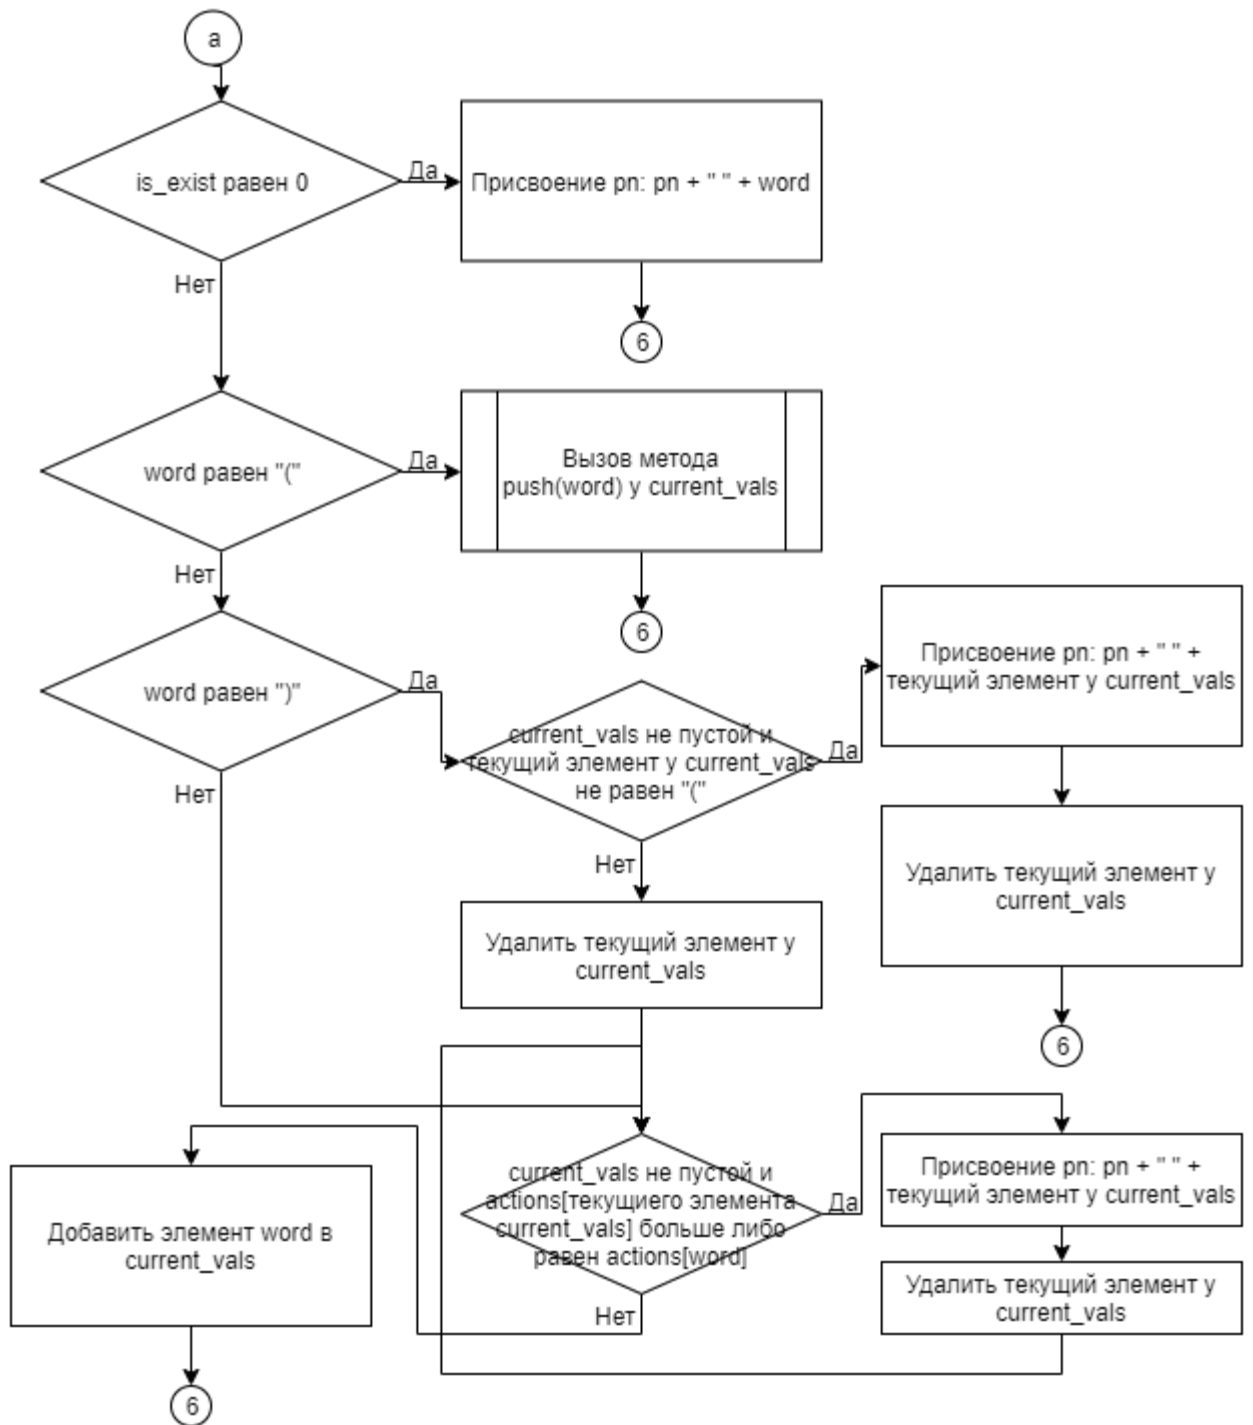 а
is_exist равен 0
Да
Присвоение pn: pn + " " + word
Нет
6
word равен "("
Да
Вызов метода
push(word) у current_vals
Нет
6
word равен ")"
Да
current_vals не пустой и
текущий элемент у current_vals
не равен "("
Да
Присвоение pn: pn + " " +
текущий элемент у current_vals
Нет
Нет
Удалить текущий элемент у
current_vals
Удалить текущий элемент у
current_vals
6
current_vals не пустой и
actions[текущиего элемента
current_vals] больше либо
равен actions[word]
Да
Присвоение pn: pn + " " +
текущий элемент у current_vals
Добавить элемент word в
current_vals
Удалить текущий элемент у
current_vals
Нет
6